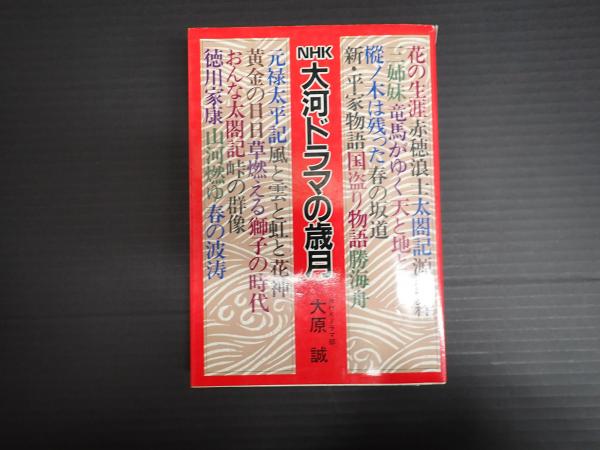 花の生涯 赤穂浪士 太閤記 源
三姉妹 竜馬がゆく 天と地と
樅ノ木は残った 春の坂道
新・平家物語 国盗り物語 勝海舟
NHK
大河ドラマの歳月
大原 誠
元禄太平記 風と雲と虹と 花神
黄金の日日 草燃える 獅子の時代
おんな太閤記 峠の群像
徳川家康 山河燃ゆ 春の波涛